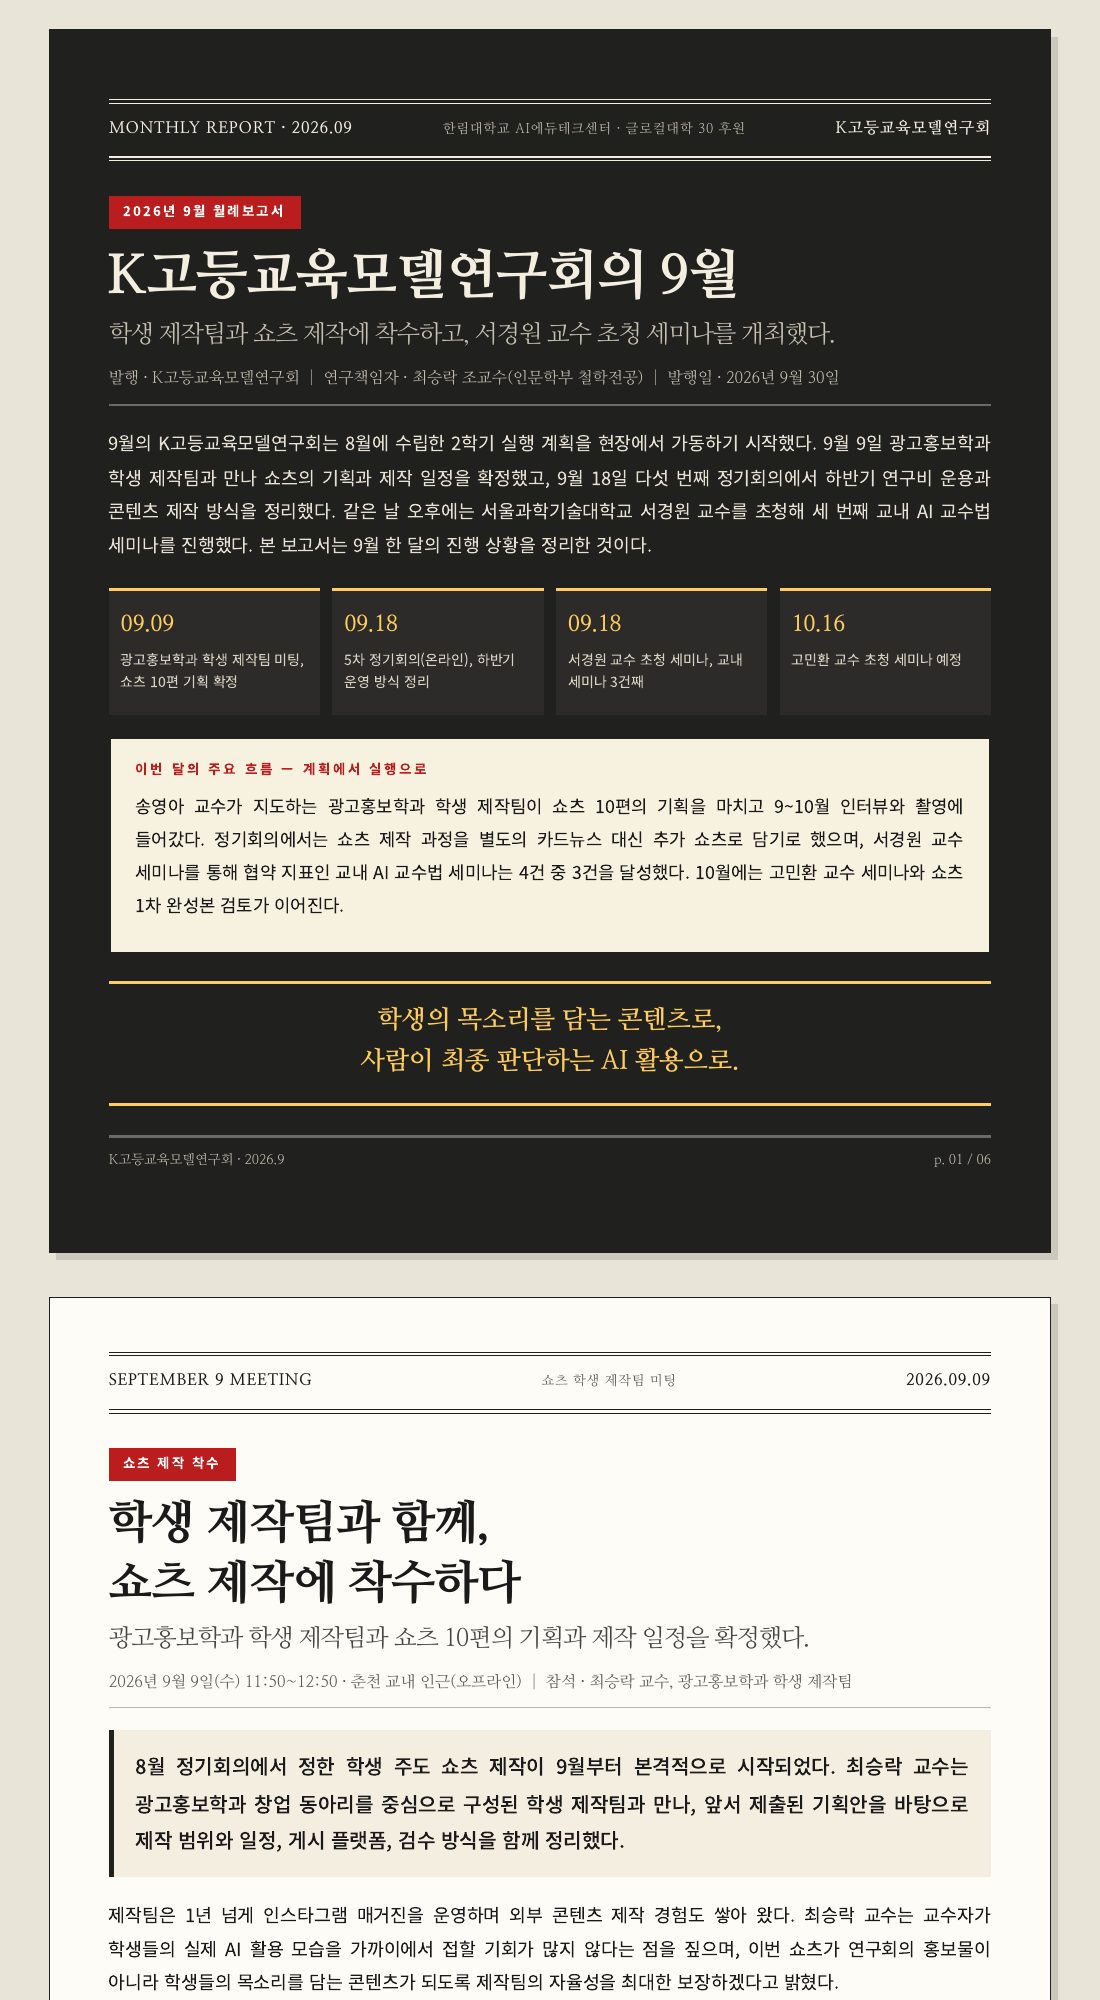 MONTHLY REPORT · 2026.09
한림대학교 AI에듀테크센터 · 글로컬대학 30 후원
K고등교육모델연구회
2026년 9월 월례보고서
K고등교육모델연구회의 9월
학생 제작팀과 쇼츠 제작에 착수하고, 서경원 교수 초청 세미나를 개최했다.
발행 · K고등교육모델연구회 | 연구책임자 · 최승락 조교수(인문학부 철학전공) | 발행일 · 2026년 9월 30일
9월의 K고등교육모델연구회는 8월에 수립한 2학기 실행 계획을 현장에서 가동하기 시작했다. 9월 9일 광고홍보학과
학생 제작팀과 만나 쇼츠의 기획과 제작 일정을 확정했고, 9월 18일 다섯 번째 정기회의에서 하반기 연구비 운용과
콘텐츠 제작 방식을 정리했다. 같은 날 오후에는 서울과학기술대학교 서경원 교수를 초청해 세 번째 교내 AI 교수법
세미나를 진행했다. 본 보고서는 9월 한 달의 진행 상황을 정리한 것이다.
09.09
광고홍보학과 학생 제작팀 미팅,
쇼츠 10편 기획 확정
09.18
5차 정기회의(온라인), 하반기
운영 방식 정리
09.18
서경원 교수 초청 세미나, 교내
세미나 3건째
10.16
고민환 교수 초청 세미나 예정
이번 달의 주요 흐름 — 계획에서 실행으로
송영아 교수가 지도하는 광고홍보학과 학생 제작팀이 쇼츠 10편의 기획을 마치고 9~10월 인터뷰와 촬영에
들어갔다. 정기회의에서는 쇼츠 제작 과정을 별도의 카드뉴스 대신 추가 쇼츠로 담기로 했으며, 서경원 교수
세미나를 통해 협약 지표인 교내 AI 교수법 세미나는 4건 중 3건을 달성했다. 10월에는 고민환 교수 세미나와 쇼츠
1차 완성본 검토가 이어진다.
학생의 목소리를 담는 콘텐츠로,
사람이 최종 판단하는 AI 활용으로.
K고등교육모델연구회 · 2026.9
p. 01 / 06
SEPTEMBER 9 MEETING
쇼츠 학생 제작팀 미팅
2026.09.09
쇼츠 제작 착수
학생 제작팀과 함께,
쇼츠 제작에 착수하다
광고홍보학과 학생 제작팀과 쇼츠 10편의 기획과 제작 일정을 확정했다.
2026년 9월 9일(수) 11:50~12:50 · 춘천 교내 인근(오프라인) | 참석 · 최승락 교수, 광고홍보학과 학생 제작팀
8월 정기회의에서 정한 학생 주도 쇼츠 제작이 9월부터 본격적으로 시작되었다. 최승락 교수는
광고홍보학과 창업 동아리를 중심으로 구성된 학생 제작팀과 만나, 앞서 제출된 기획안을 바탕으로
제작 범위와 일정, 게시 플랫폼, 검수 방식을 함께 정리했다.
제작팀은 1년 넘게 인스타그램 매거진을 운영하며 외부 콘텐츠 제작 경험도 쌓아 왔다. 최승락 교수는 교수자가
학생들의 실제 AI 활용 모습을 가까이에서 접할 기회가 많지 않다는 점을 짚으며, 이번 쇼츠가 연구회의 홍보물이
아니라 학생들의 목소리를 담는 콘텐츠가 되도록 제작팀의 자율성을 최대한 보장하겠다고 밝혔다.